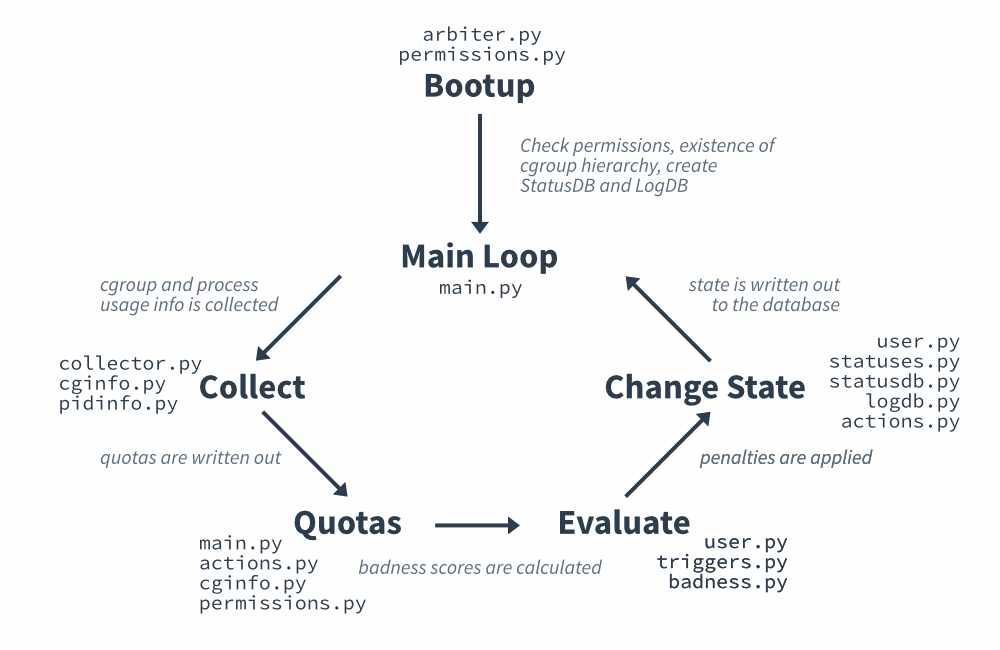 arbiter.py
permissions.py
Bootup
Check permissions, existence of
cgroup hierarchy, create
StatusDB and LogDB
Main Loop
main.py
cgroup and process
usage info is collected
collector.py
cginfo.py
pidinfo.py
Collect
quotas are written out
Quotas
main.py
actions.py
cginfo.py
permissions.py
badness scores are calculated
Evaluate
user.py
triggers.py
badness.py
penalties are applied
Change State
user.py
statuses.py
statusdb.py
logdb.py
actions.py
state is written out
to the database